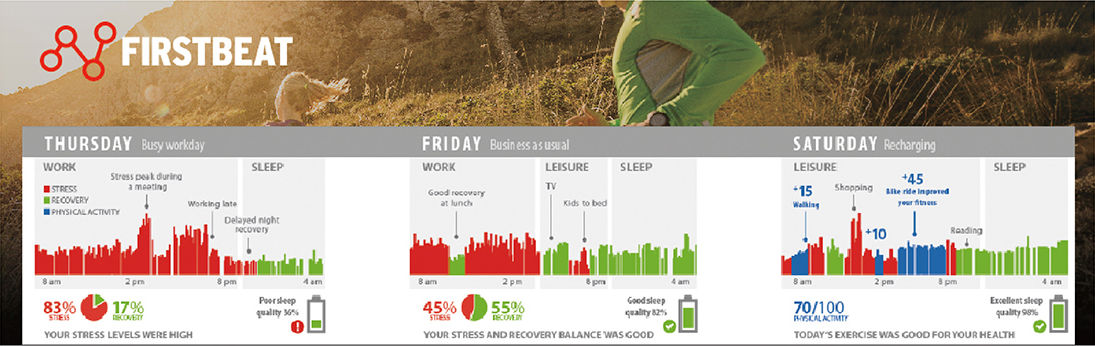 FIRSTBEAT
THURSDAY Busy workday
WORK
SLEEP
STRESS
RECOVERY
PHYSICAL ACTIVITY
Stress peak during
a meeting
Working late
Delayed night
recovery
8 am 2 pm 8 pm 4 am
83% STRESS
17% RECOVERY
Poor sleep
quality 36%
YOUR STRESS LEVELS WERE HIGH
FRIDAY Business as usual
WORK
LEISURE
SLEEP
Good recovery
at lunch
TV
Kids to bed
8 am 2 pm 8 pm 4 am
45% STRESS
55% RECOVERY
Good sleep
quality 82%
YOUR STRESS AND RECOVERY BALANCE WAS GOOD
SATURDAY Recharging
LEISURE
SLEEP
+15
Walking
Shopping
+10
+45
Bike ride improved
your fitness
Reading
8 am 2 pm 8 pm 4 am
70/100
PHYSICAL ACTIVITY
Excellent sleep
quality 98%
TODAY'S EXERCISE WAS GOOD FOR YOUR HEALTH